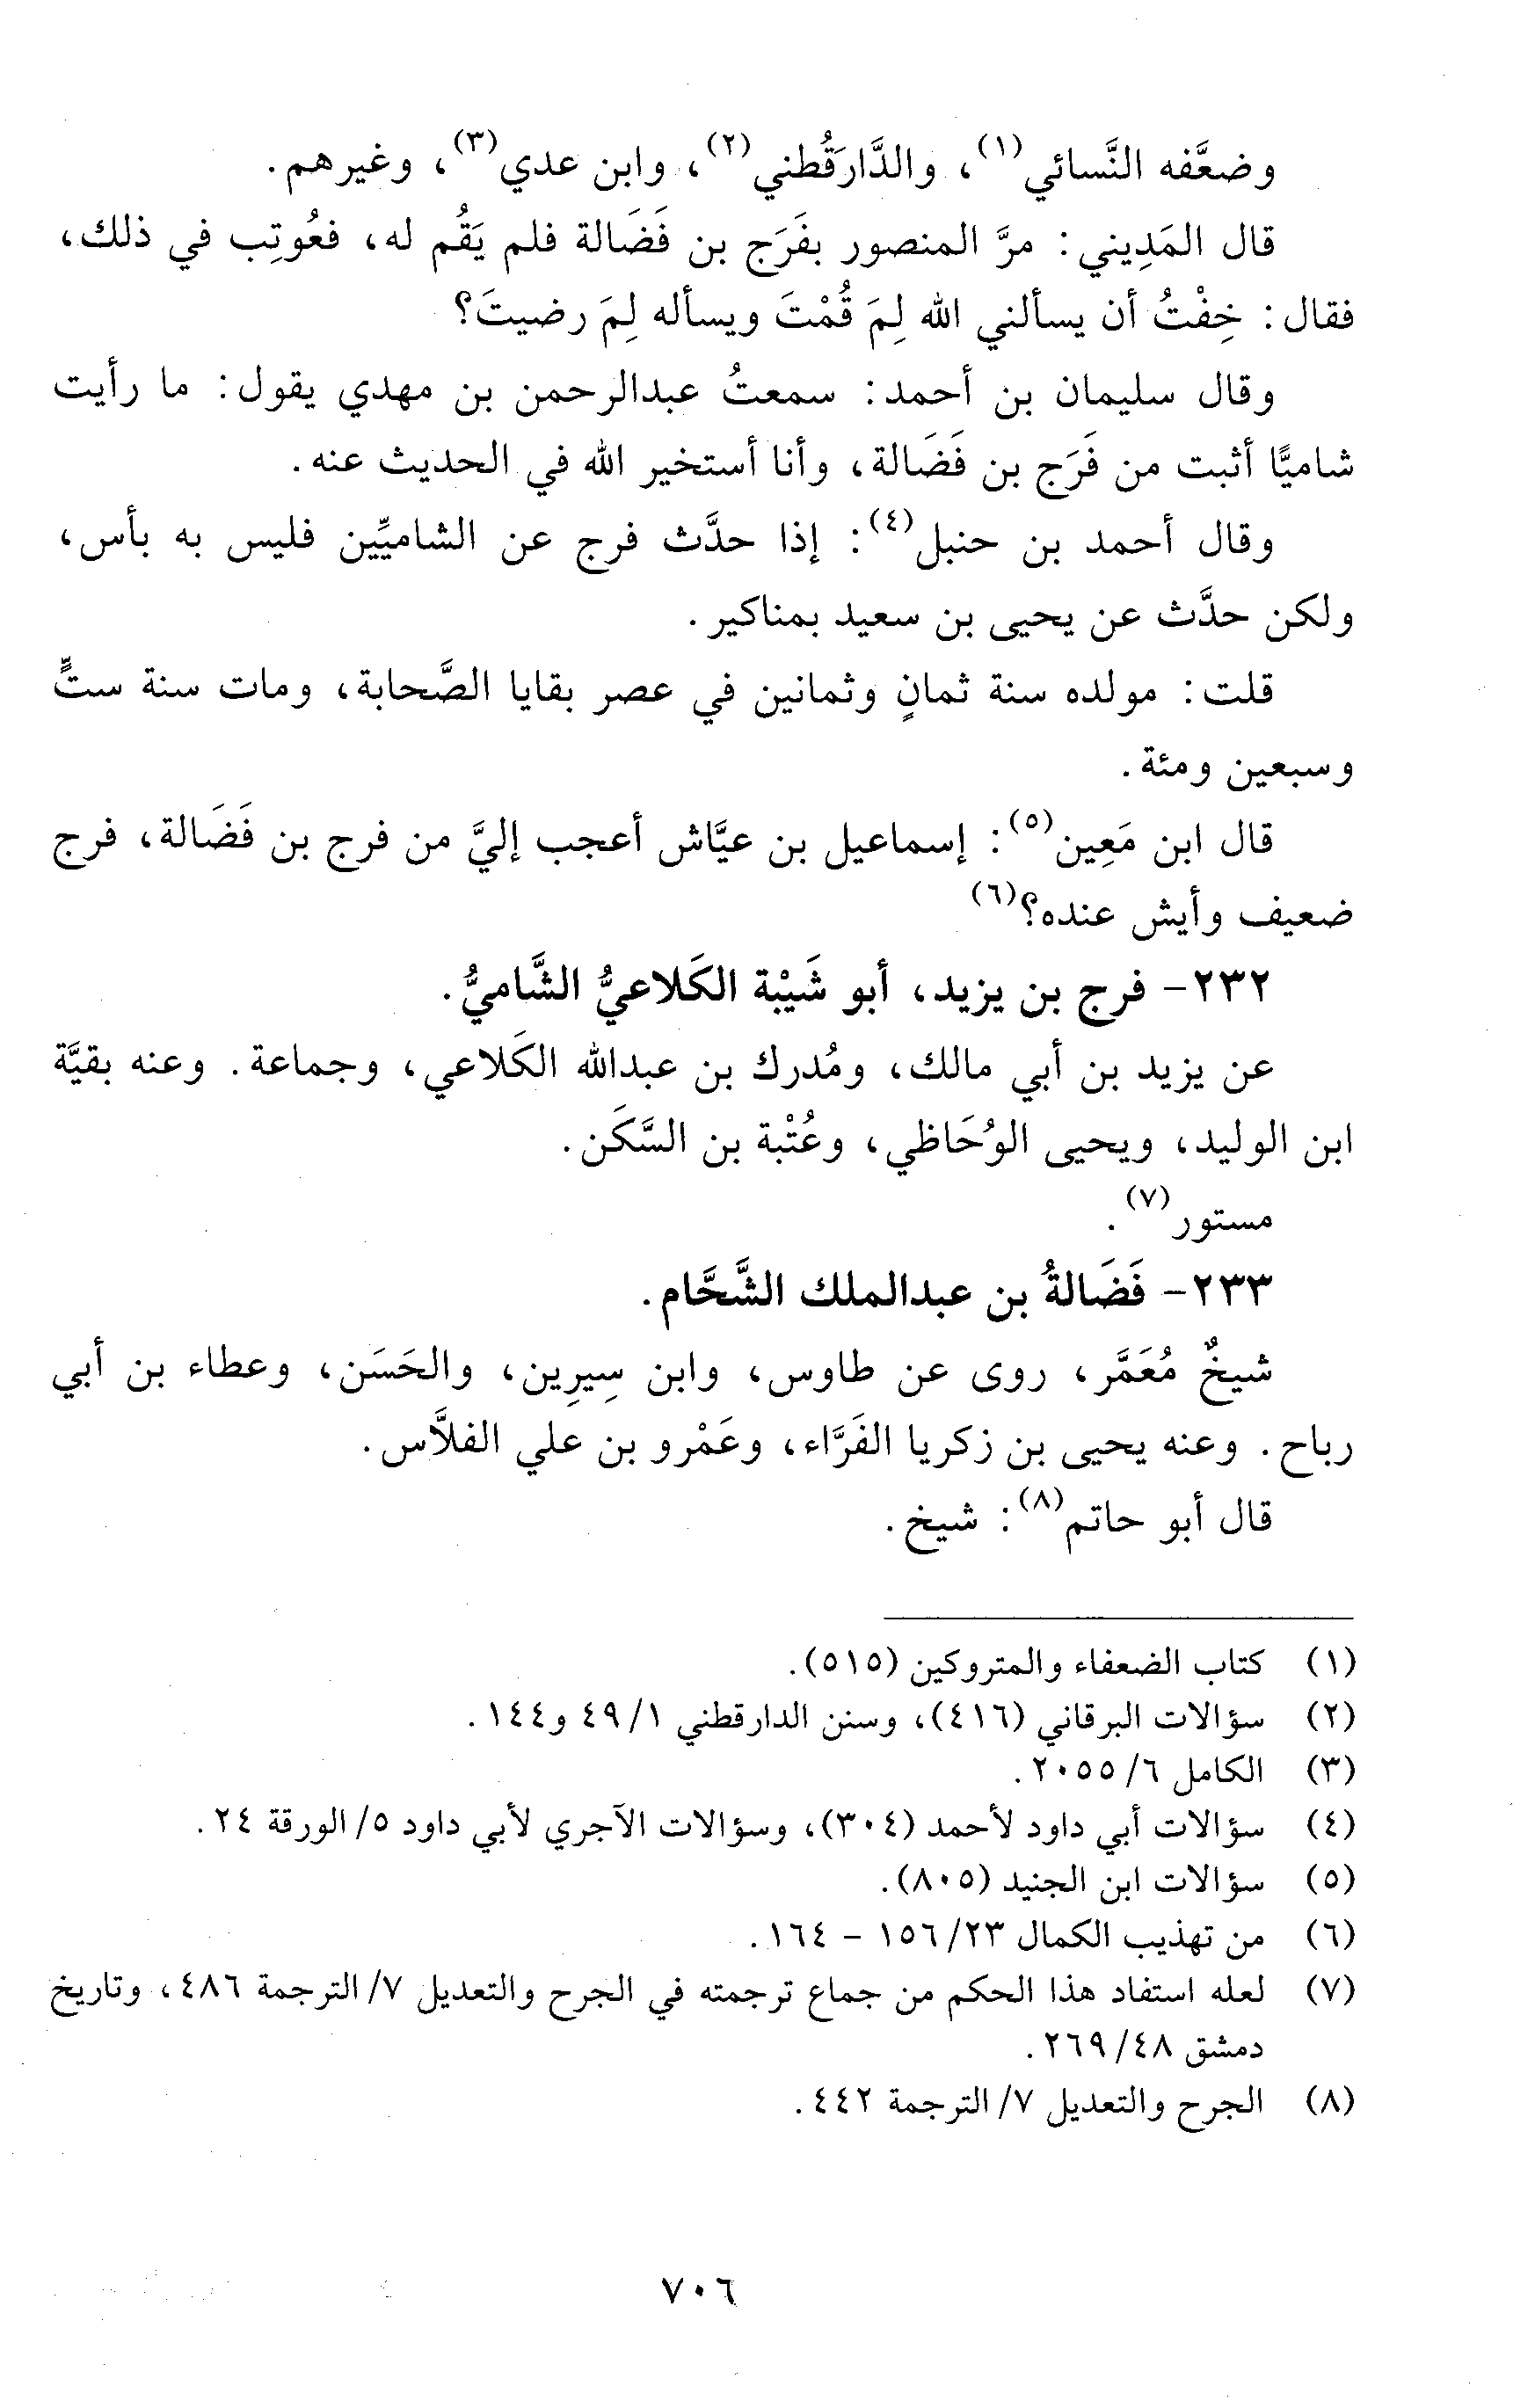 وضعَّفه النَّسائي(١)، والدَّارَقُطني(٢)، وابن عدي(٣)، وغيرهم.
قال المَدِيني: مرَّ المنصور بفَرَج بن فَضَالة فلم يَقُم له، فعُوتِب في ذلك،
فقال: خِفْتُ أن يسألني الله لِمَ قُمْتَ ويسأله لِمَ رضيتَ؟
وقال سليمان بن أحمد: سمعتُ عبدالرحمن بن مهدي يقول: ما رأيت
شاميًّا أثبت من فَرَج بن فَضَالة، وأنا أستخير الله في الحديث عنه.
وقال أحمد بن حنبل(٤): إذا حدَّث فرج عن الشاميِّين فليس به بأس،
ولكن حدَّث عن يحيى بن سعيد بمناكير.
قلت: مولده سنة ثمانٍ وثمانين في عصر بقايا الصَّحابة، ومات سنة ستٍّ
وسبعين ومئة.
قال ابن مَعِين(٥): إسماعيل بن عيَّاش أعجب إليَّ من فرج بن فَضَالة، فرج
ضعيف وأيش عنده؟(٦)
٢٣٢- فرج بن يزيد، أبو شَيْبة الكَلاعيُّ الشَّاميُّ.
عن يزيد بن أبي مالك، ومُدرك بن عبدالله الكَلاعي، وجماعة. وعنه بقيَّة
ابن الوليد، ويحيى الوُحَاظي، وعُتْبة بن السَّكَن.
مستور(٧).
٢٣٣- فَضَالةُ بن عبدالملك الشَّحَّام.
شيخٌ مُعَمَّر، روى عن طاوس، وابن سِيرِين، والحَسَن، وعطاء بن أبي
رباح. وعنه يحيى بن زكريا الفَرَّاء، وعَمْرو بن علي الفلاَّس.
قال أبو حاتم(٨): شيخ.
(١) كتاب الضعفاء والمتروكين (٥١٥).
(٢) سؤالات البرقاني (٤١٦)، وسنن الدارقطني ١/ ٤٩ و١٤٤.
(٣) الكامل ٦/ ٢٠٥٥.
(٤) سؤالات أبي داود لأحمد (٣٠٤)، وسؤالات الآجري لأبي داود ٥/ الورقة ٢٤.
(٥) سؤالات ابن الجنيد (٨٠٥).
(٦) من تهذيب الكمال ٢٣/ ١٥٦ - ١٦٤.
(٧) لعله استفاد هذا الحكم من جماع ترجمته في الجرح والتعديل ٧/ الترجمة ٤٨٦، وتاريخ
دمشق ٤٨/ ٢٦٩.
(٨) الجرح والتعديل ٧/ الترجمة ٤٤٢.
٧٠٦